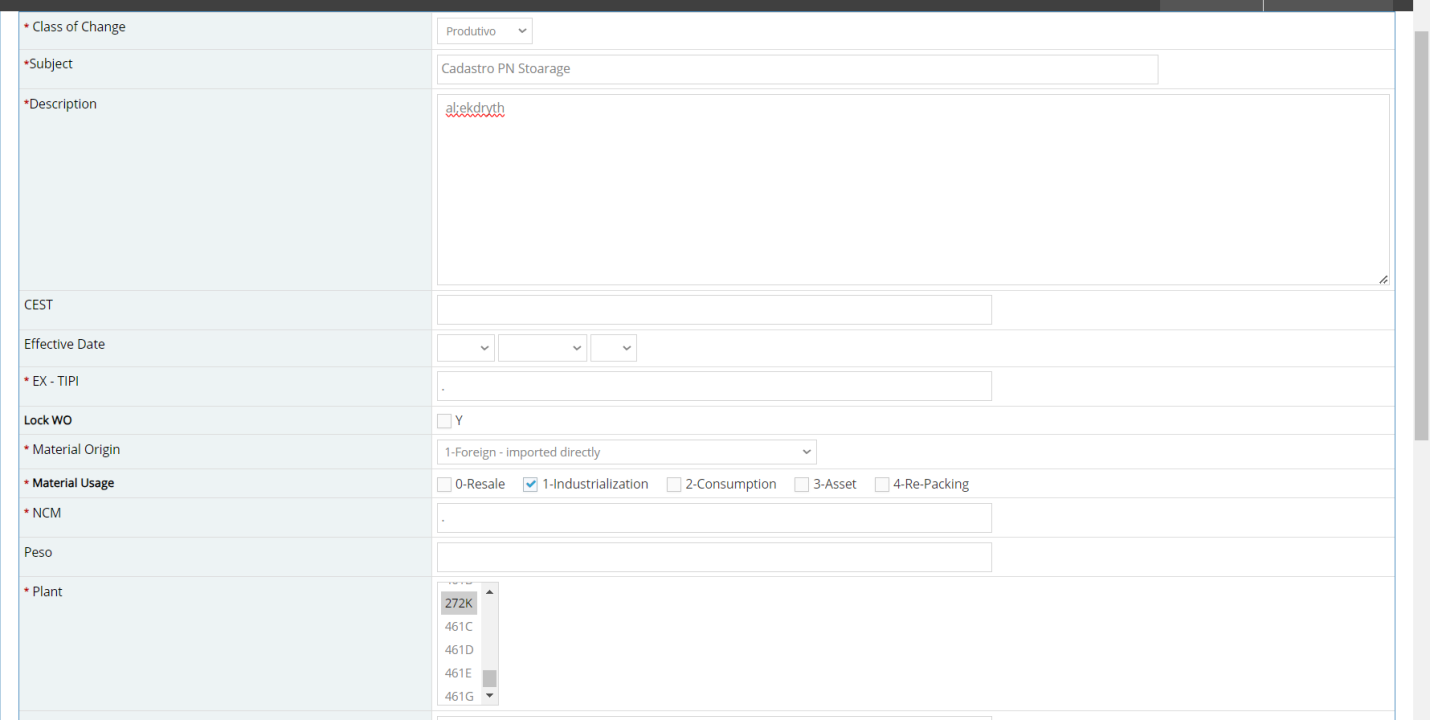 * Class of Change
Produtivo
*Subject
Cadastro PN Stoarage
*Description
al;ekdryth
CEST
Effective Date
* EX - TIPI
.
Lock WO
Y
* Material Origin
1-Foreign - imported directly
* Material Usage
0-Resale 1-Industrialization 2-Consumption 3-Asset 4-Re-Packing
* NCM
.
Peso
* Plant
272K
461C
461D
461E
461G